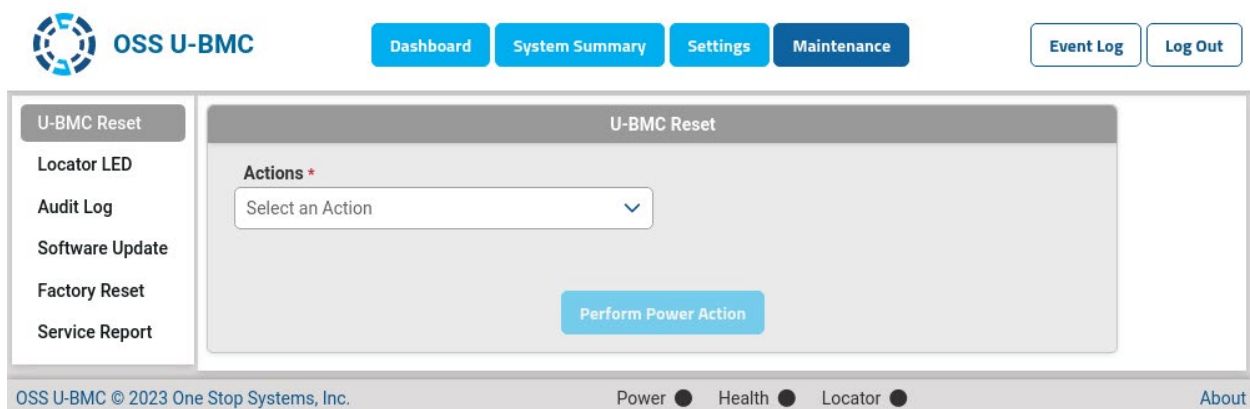 OSS U-BMC
Dashboard
System Summary
Settings
Maintenance
Event Log
Log Out
U-BMC Reset
Locator LED
Audit Log
Software Update
Factory Reset
Service Report
U-BMC Reset
Actions *
Select an Action
Perform Power Action
OSS U-BMC © 2023 One Stop Systems, Inc.
Power
Health
Locator
About